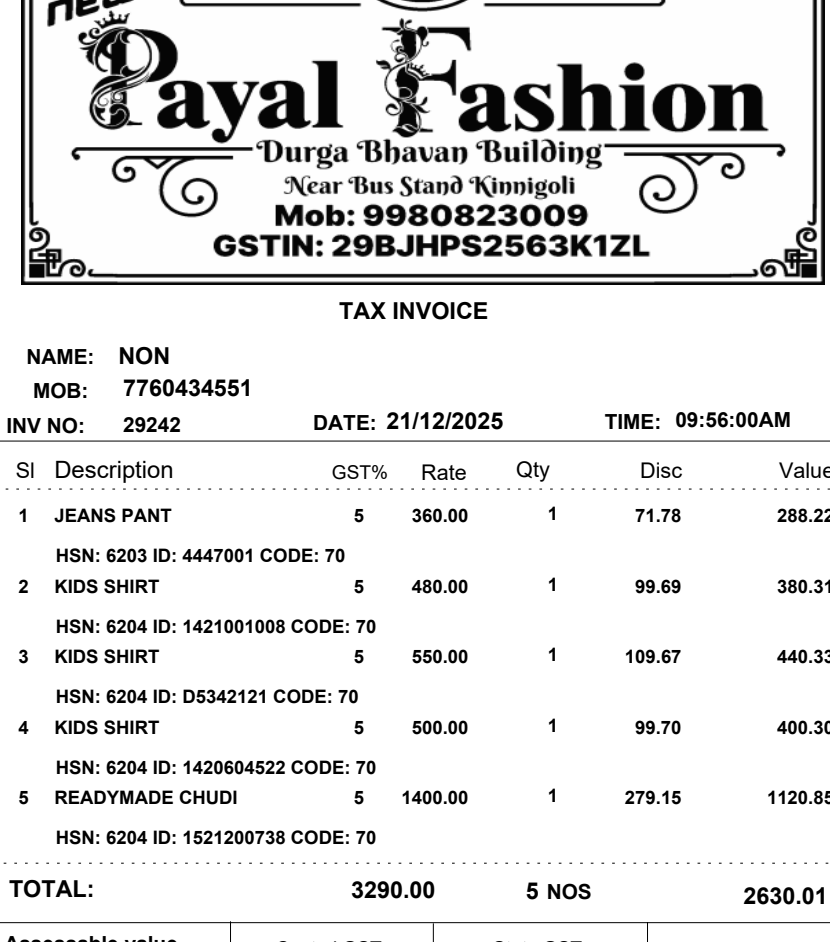 new
Payal Fashion
Durga Bhavan Building
Near Bus Stand Kinnigoli
Mob: 9980823009
GSTIN: 29BJHPS2563K1ZL
TAX INVOICE
NAME: NON
MOB: 7760434551
INV NO: 29242 DATE: 21/12/2025 TIME: 09:56:00AM
Sl Description GST% Rate Qty Disc Value
1 JEANS PANT 5 360.00 1 71.78 288.22
HSN: 6203 ID: 4447001 CODE: 70
2 KIDS SHIRT 5 480.00 1 99.69 380.31
HSN: 6204 ID: 1421001008 CODE: 70
3 KIDS SHIRT 5 550.00 1 109.67 440.33
HSN: 6204 ID: D5342121 CODE: 70
4 KIDS SHIRT 5 500.00 1 99.70 400.30
HSN: 6204 ID: 1420604522 CODE: 70
5 READYMADE CHUDI 5 1400.00 1 279.15 1120.85
HSN: 6204 ID: 1521200738 CODE: 70
TOTAL: 3290.00 5 NOS 2630.01